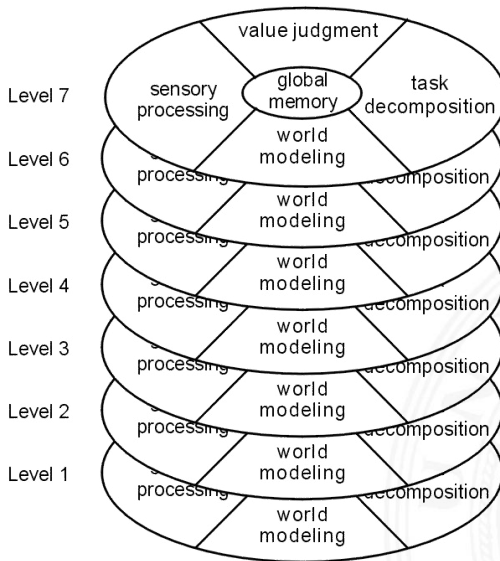 value judgment
Level 7
sensory
processing
global
memory
task
decomposition
world
modeling
Level 6
processing
decomposition
world
modeling
Level 5
processing
decomposition
world
modeling
Level 4
processing
decomposition
world
modeling
Level 3
processing
decomposition
world
modeling
Level 2
processing
decomposition
world
modeling
Level 1
processing
decomposition
world
modeling